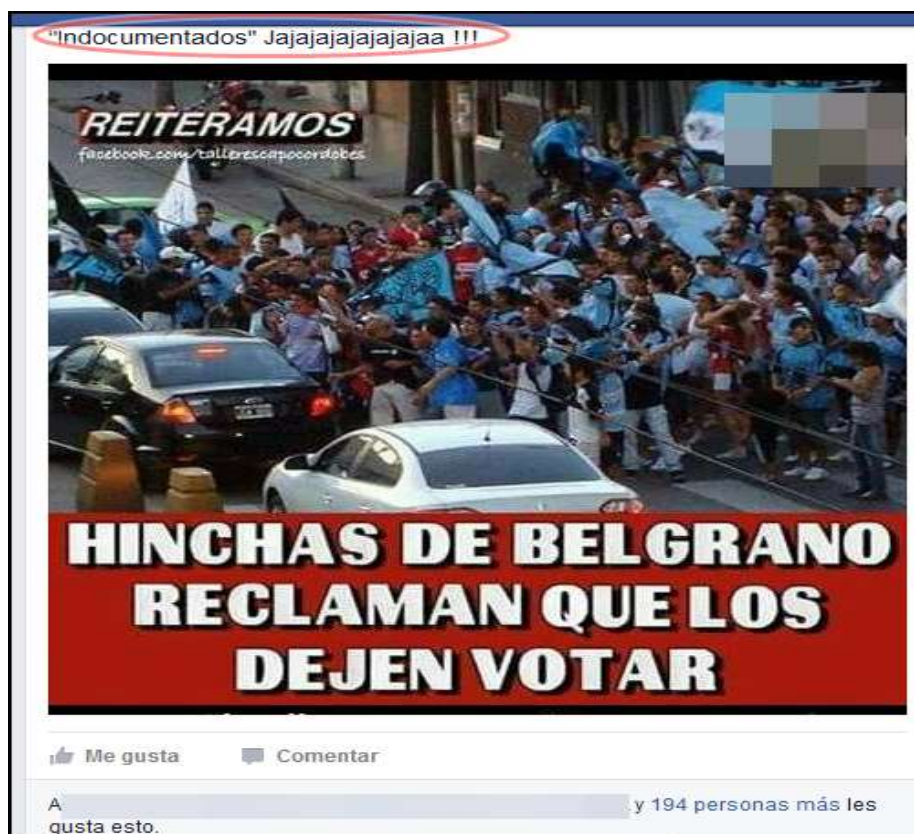 "Indocumentados" Jajajajajajajajaa !!!
REITERAMOS
facebook.com/tallerescapocordobes
HINCHAS DE BELGRANO
RECLAMAN QUE LOS
DEJEN VOTAR
Me gusta Comentar
A y 194 personas más les
gusta esto.